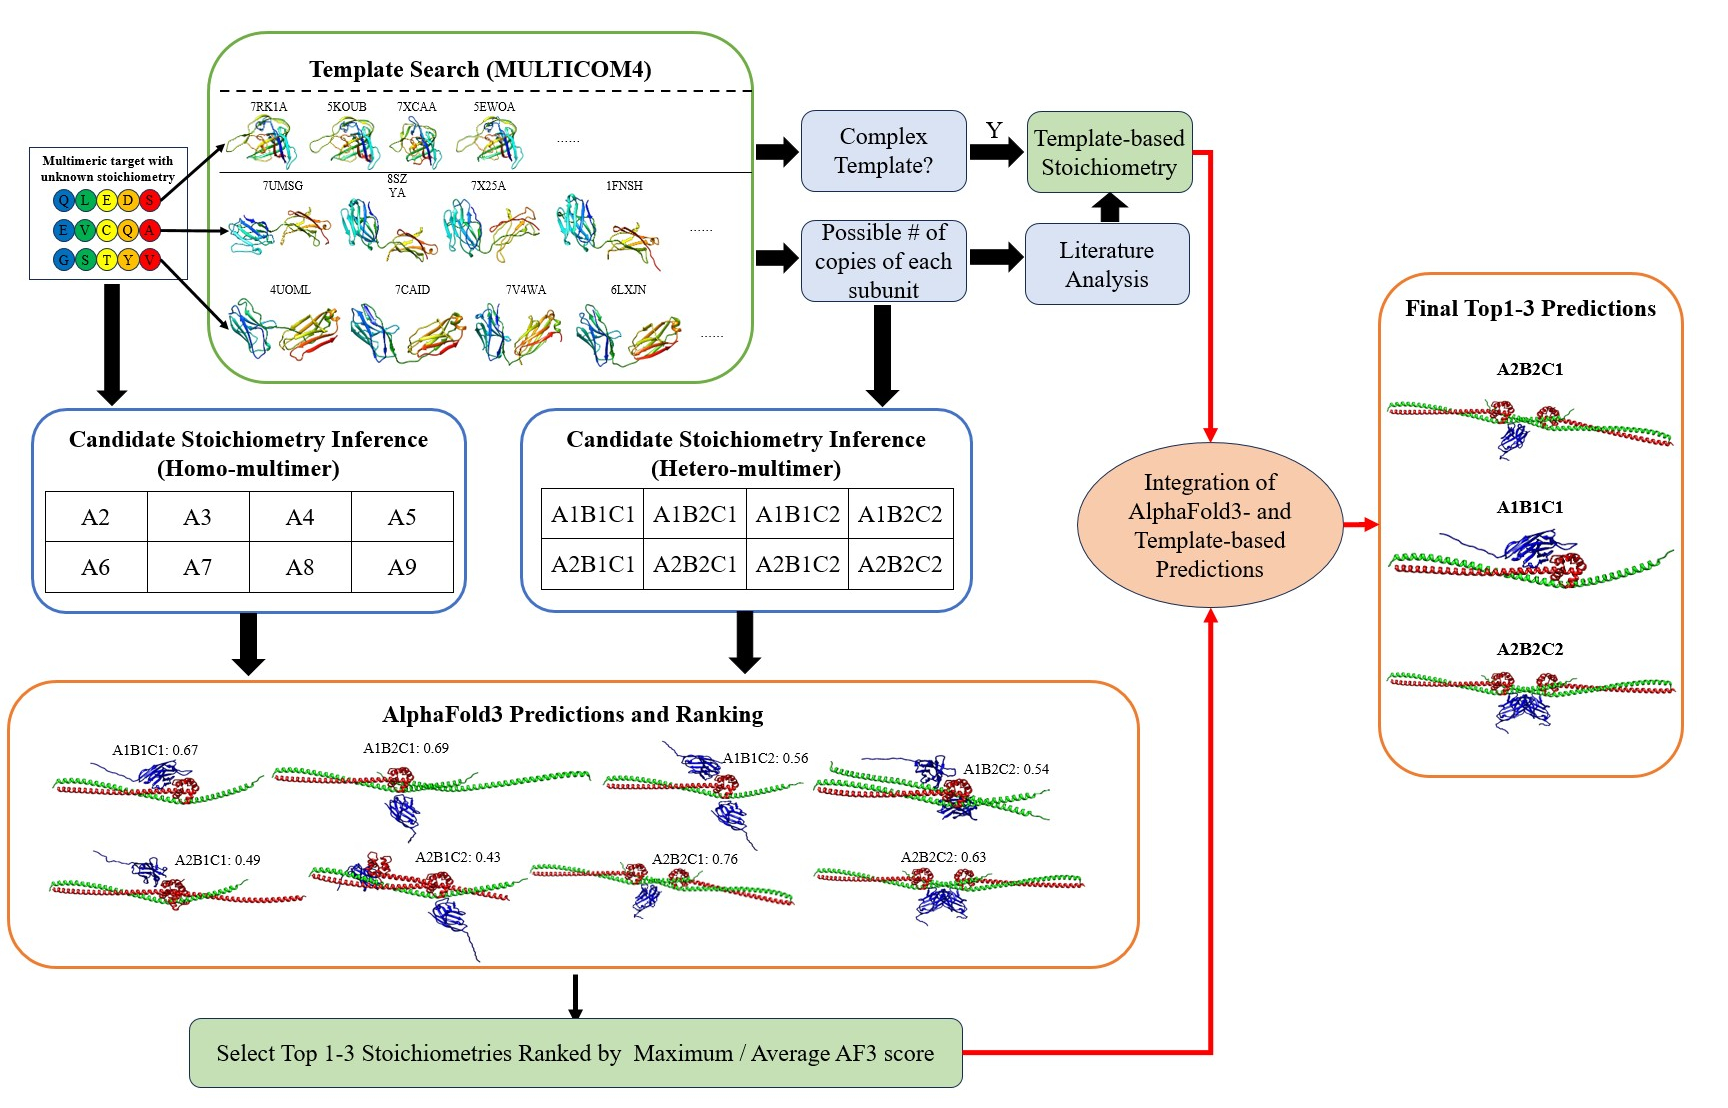 Template Search (MULTICOM4)
7RK1A
5KOUB
7XCAA
5EWOA
......
Multimeric target with
unknown stoichiometry
Q L E D S
E V C Q A
G S T Y V
7UMSG
8SZ
YA
7X25A
1FNSH
......
4UOML
7CAID
7V4WA
6LXJN
......
Complex
Template?
Y
Template-based
Stoichiometry
Possible # of
copies of each
subunit
Literature
Analysis
Candidate Stoichiometry Inference
(Homo-multimer)
A2 A3 A4 A5
A6 A7 A8 A9
Candidate Stoichiometry Inference
(Hetero-multimer)
A1B1C1 A1B2C1 A1B1C2 A1B2C2
A2B1C1 A2B2C1 A2B1C2 A2B2C2
Integration of
AlphaFold3- and
Template-based
Predictions
Final Top1-3 Predictions
A2B2C1
A1B1C1
A2B2C2
AlphaFold3 Predictions and Ranking
A1B1C1: 0.67
A1B2C1: 0.69
A1B1C2: 0.56
A1B2C2: 0.54
A2B1C1: 0.49
A2B1C2: 0.43
A2B2C1: 0.76
A2B2C2: 0.63
Select Top 1-3 Stoichiometries Ranked by  Maximum / Average AF3 score